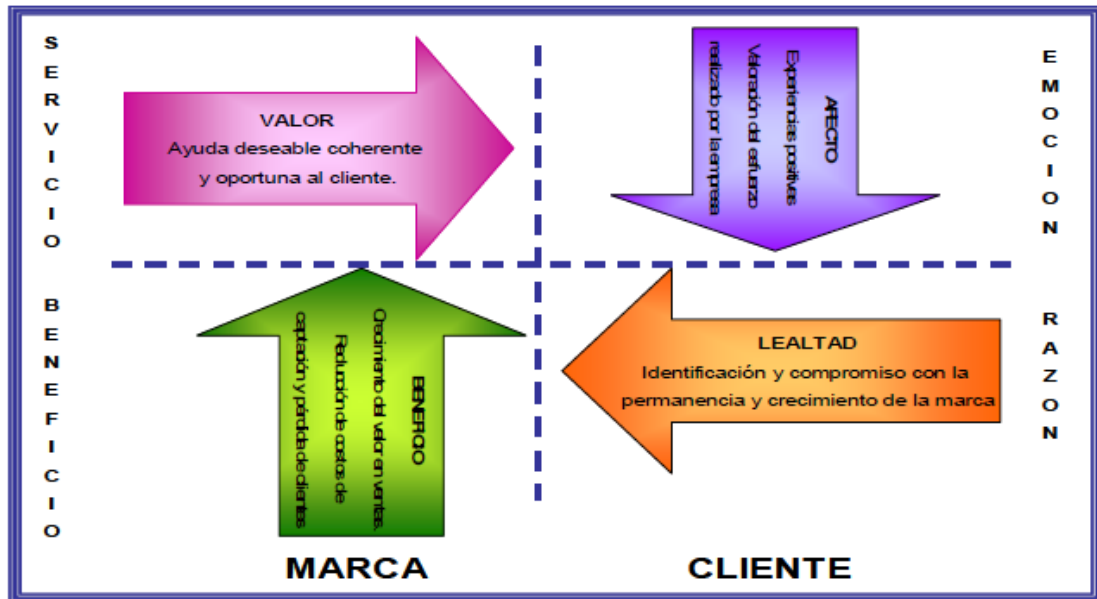 SERVICIO
VALOR
Ayuda deseable coherente
y oportuna al cliente.
AFECTO
Experiencias positivas
Valoración del esfuerzo
realizado por la empresa
EMOCION
BENEFICIO
BENEFICIO
Crecimiento del valor en ventas.
Reducción de costos de
captación y pérdida de clientes
LEALTAD
Identificación y compromiso con la
permanencia y crecimiento de la marca
RAZON
MARCA
CLIENTE